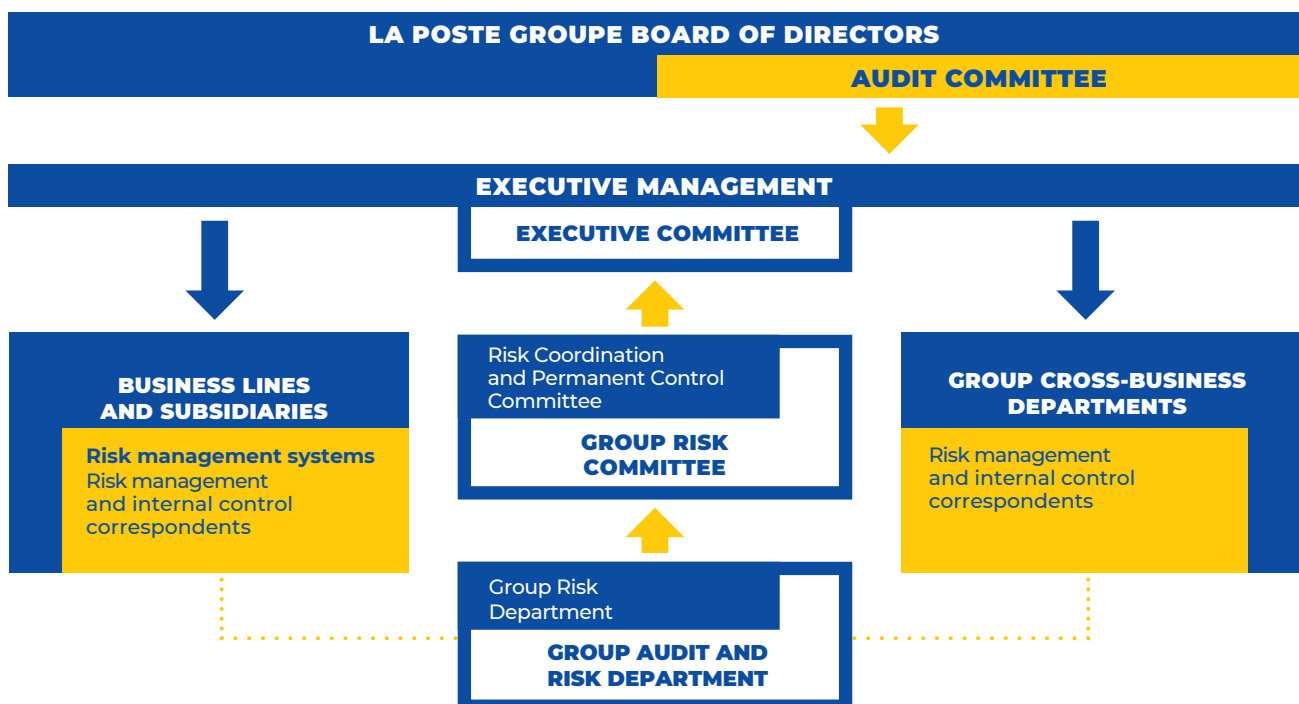 LA POSTE GROUPE BOARD OF DIRECTORS
AUDIT COMMITTEE
EXECUTIVE MANAGEMENT
EXECUTIVE COMMITTEE
BUSINESS LINES
AND SUBSIDIARIES
Risk management systems
Risk management
and internal control
correspondents
Risk Coordination
and Permanent Control
Committee
GROUP RISK
COMMITTEE
GROUP CROSS-BUSINESS
DEPARTMENTS
Risk management
and internal control
correspondents
Group Risk
Department
GROUP AUDIT AND
RISK DEPARTMENT